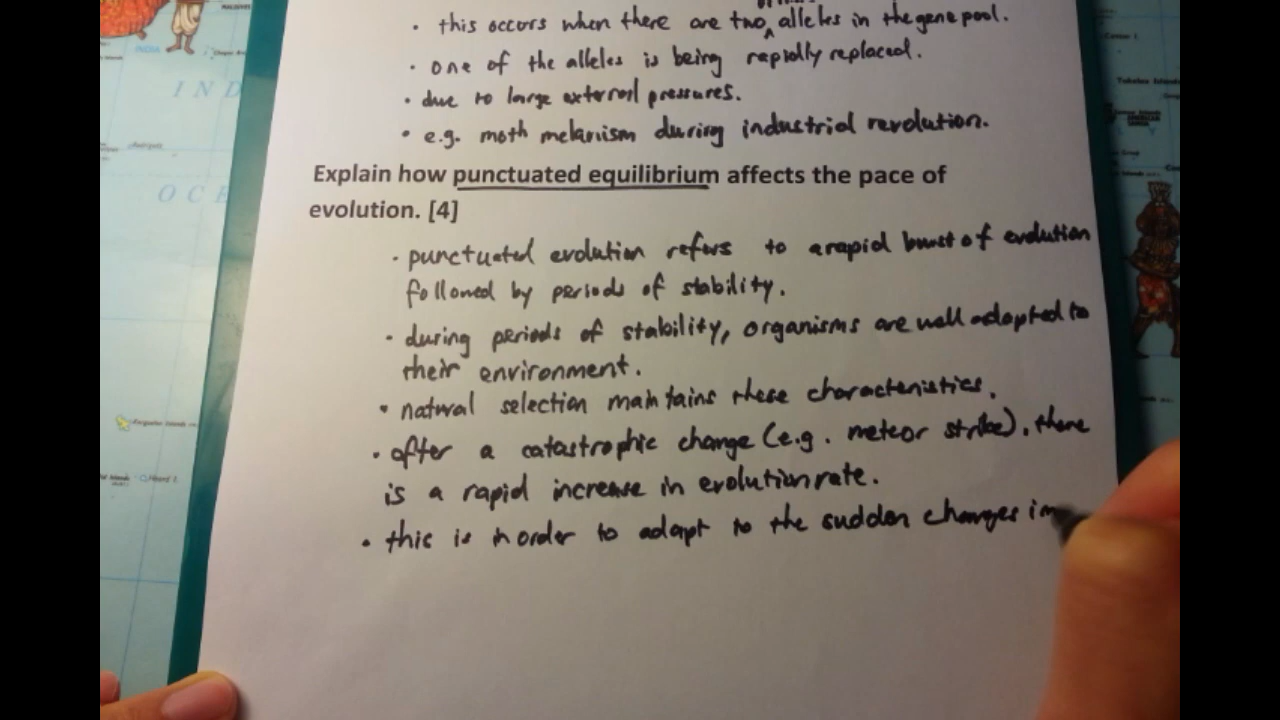 • this occurs when there are two alleles in the gene pool.
• one of the alleles is being rapidly replaced.
• due to large external pressures.
• e.g. moth melanism during industrial revolution.
Explain how punctuated equilibrium affects the pace of
evolution. [4]
• punctuated evolution refers to a rapid burst of evolution
followed by periods of stability.
• during periods of stability, organisms are well adapted to
their environment.
• natural selection maintains these characteristics.
• after a catastrophic change (e.g. meteor strike), there
is a rapid increase in evolution rate.
• this is in order to adapt to the sudden changes in
MALDIVES
INDIA
IND
OCE